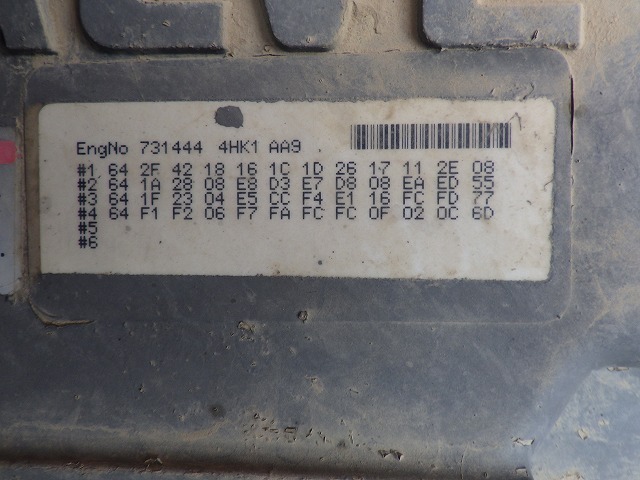 EngNo 731444 4HK1 AA9
#1 64 2F 42 18 16 1C 1D 26 17 11 2E 08
#2 64 1A 28 08 E8 D3 E7 D8 08 EA ED 55
#3 64 1F 23 04 E5 CC F4 E1 16 FC FD 77
#4 64 F1 F2 06 F7 FA FC FC 0F 02 0C 6D
#5
#6